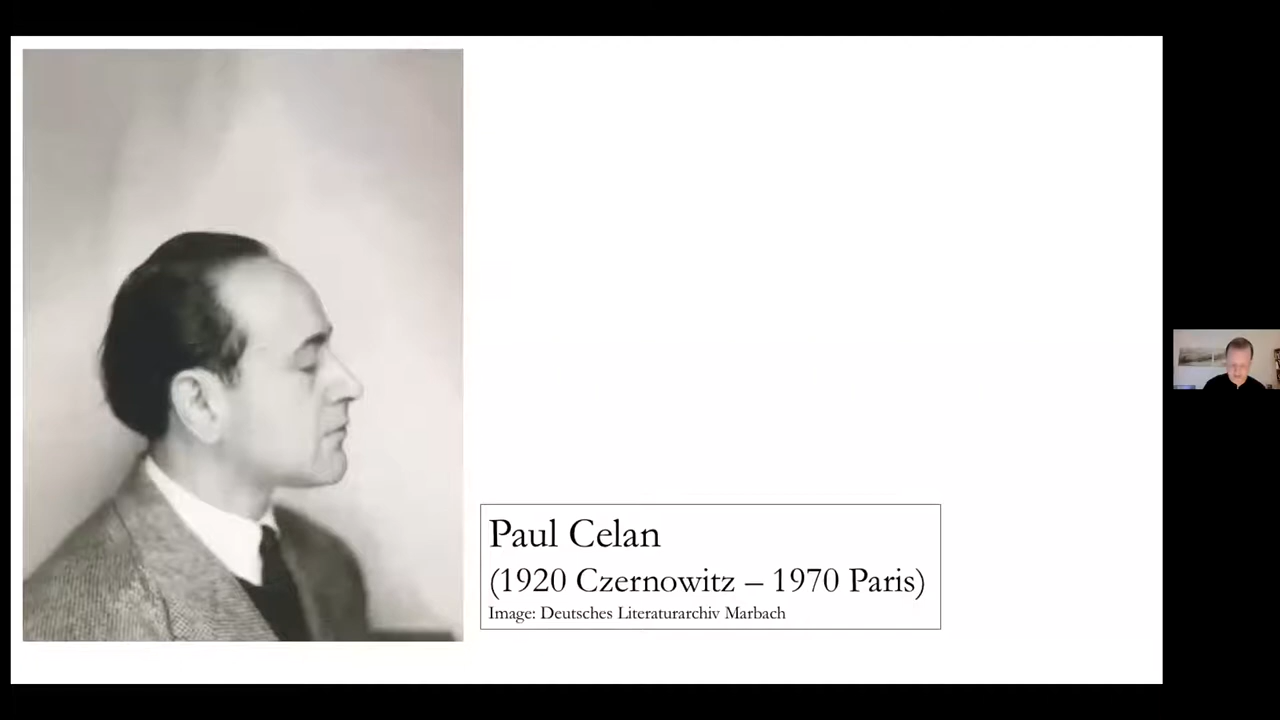 Paul Celan
(1920 Czernowitz – 1970 Paris)
Image: Deutsches Literaturarchiv Marbach